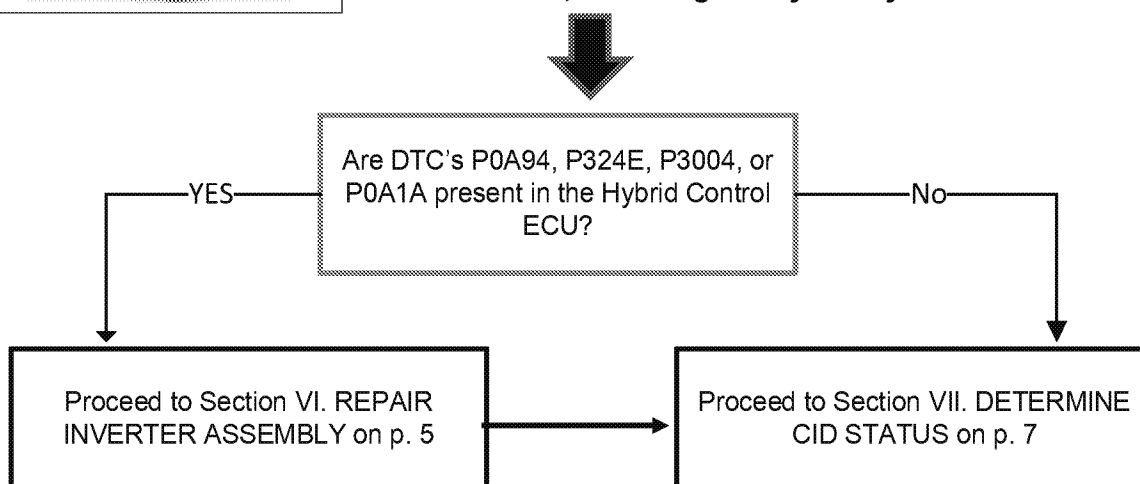 Are DTC’s P0A94, P324E, P3004, or
P0A1A present in the Hybrid Control
ECU?
YES
No
Proceed to Section VI. REPAIR
INVERTER ASSEMBLY on p. 5
Proceed to Section VII. DETERMINE
CID STATUS on p. 7